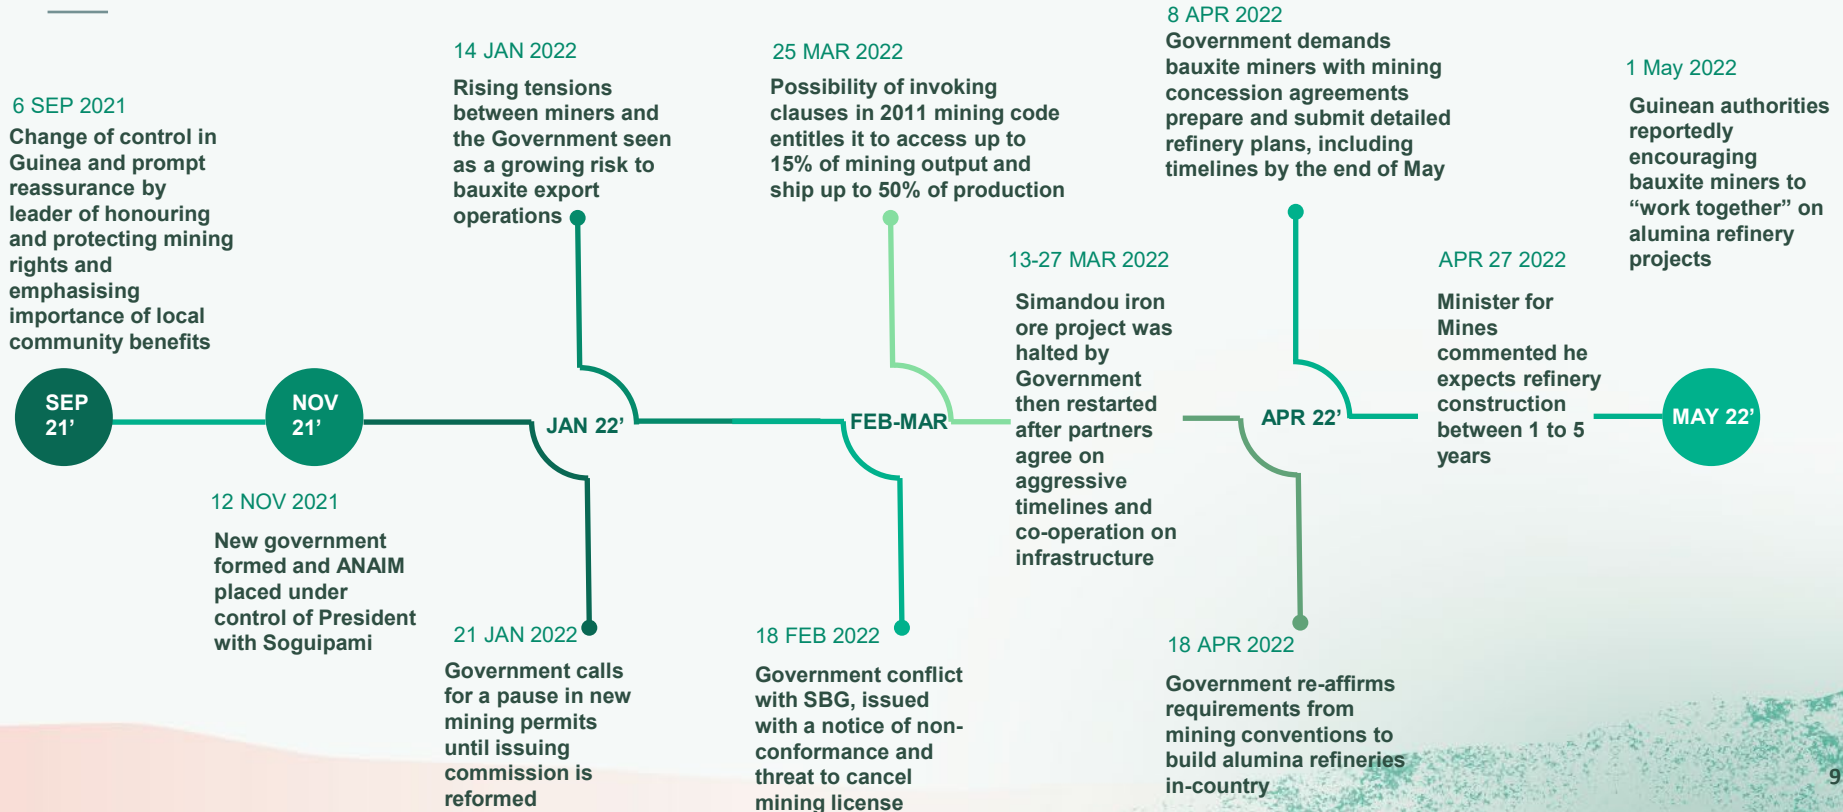 6 SEP 2021
Change of control in
Guinea and prompt
reassurance by
leader of honouring
and protecting mining
rights and
emphasising
importance of local
community benefits
SEP
21'
NOV
21'
12 NOV 2021
New government
formed and ANAIM
placed under
control of President
with Soguipami
14 JAN 2022
Rising tensions
between miners and
the Government seen
as a growing risk to
bauxite export
operations
JAN 22'
21 JAN 2022
Government calls
for a pause in new
mining permits
until issuing
commission is
reformed
25 MAR 2022
Possibility of invoking
clauses in 2011 mining code
entitles it to access up to
15% of mining output and
ship up to 50% of production
FEB-MAR
18 FEB 2022
Government conflict
with SBG, issued
with a notice of non-
conformance and
threat to cancel
mining license
13-27 MAR 2022
Simandou iron
ore project was
halted by
Government
then restarted
after partners
agree on
aggressive
timelines and
co-operation on
infrastructure
8 APR 2022
Government demands
bauxite miners with mining
concession agreements
prepare and submit detailed
refinery plans, including
timelines by the end of May
APR 22'
18 APR 2022
Government re-affirms
requirements from
mining conventions to
build alumina refineries
in-country
APR 27 2022
Minister for
Mines
commented he
expects refinery
construction
between 1 to 5
years
1 May 2022
Guinean authorities
reportedly
encouraging
bauxite miners to
“work together” on
alumina refinery
projects
MAY 22'
9